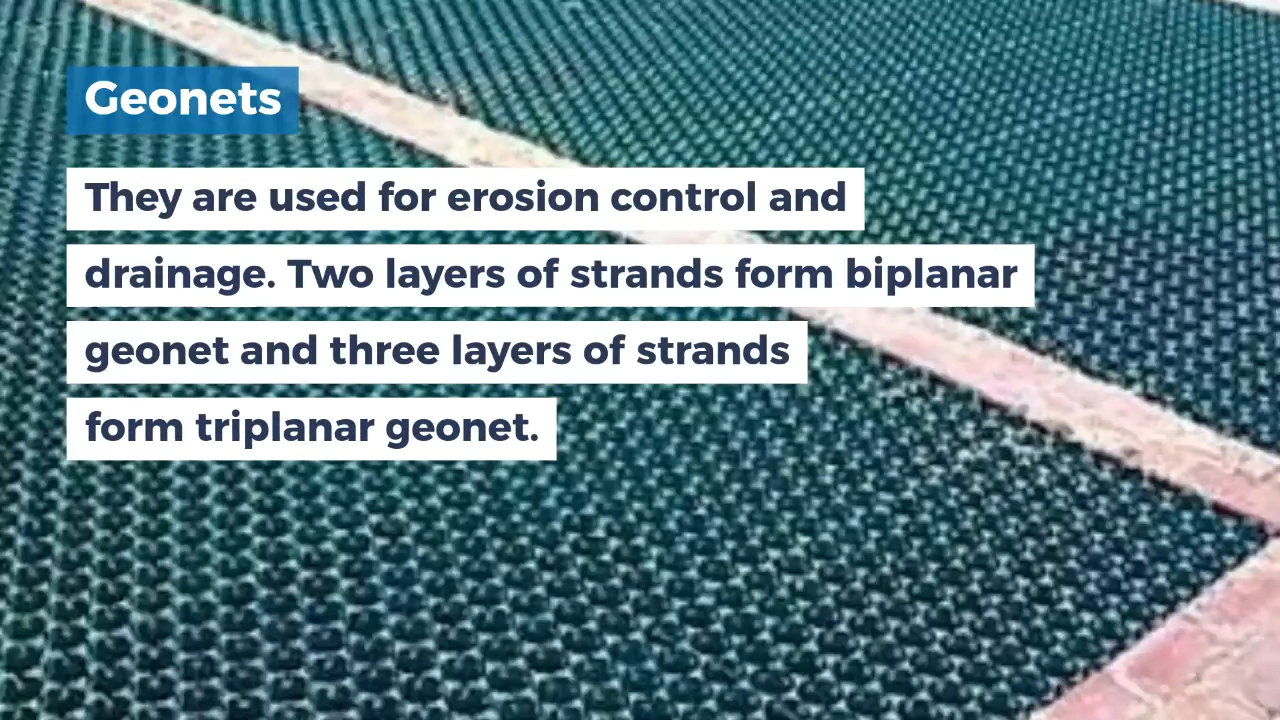 Geonets
They are used for erosion control and
drainage. Two layers of strands form biplanar
geonet and three layers of strands
form triplanar geonet.